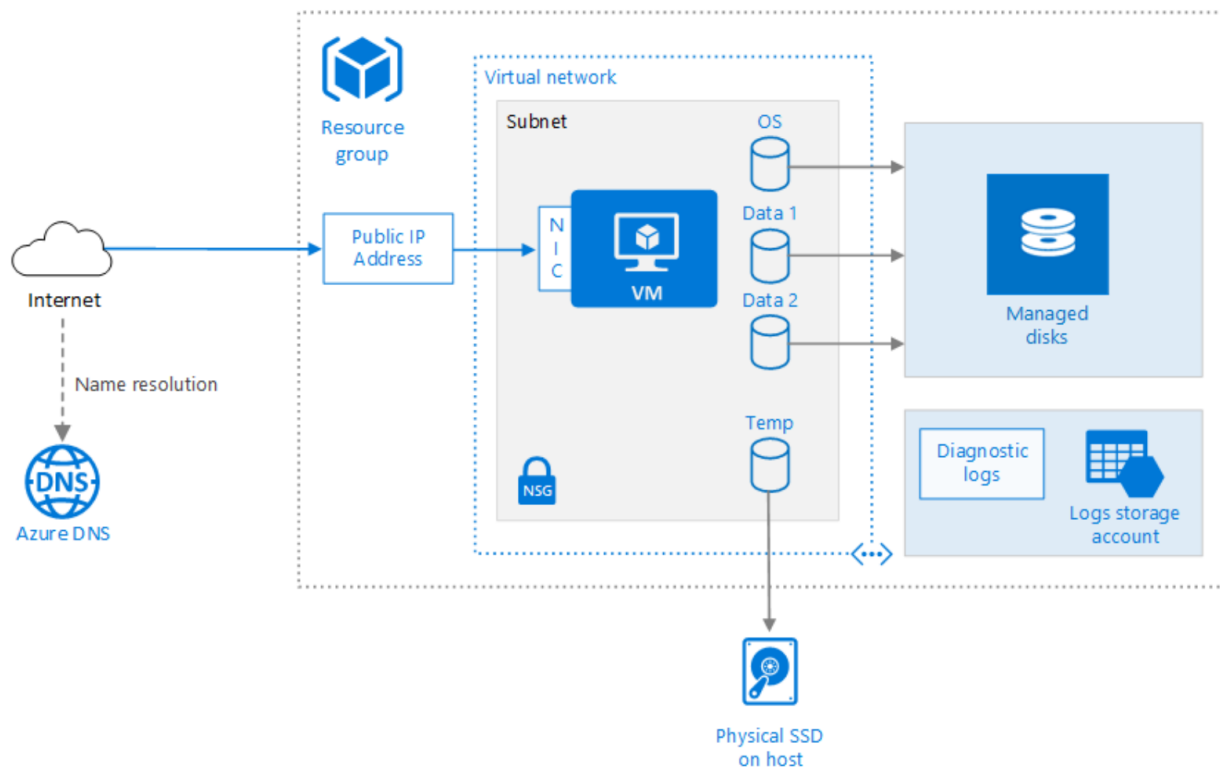 Resource
group
Virtual network
Subnet
OS
Data 1
Data 2
Temp
Public IP
Address
N
I
C
VM
NSG
Internet
Name resolution
DNS
Azure DNS
Managed
disks
Diagnostic
logs
Logs storage
account
Physical SSD
on host